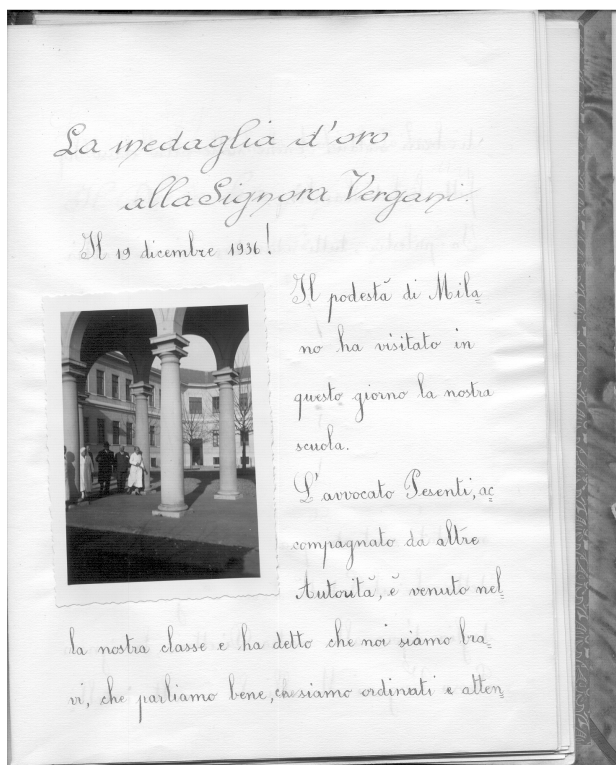 La medaglia d'oro
alla Signora Vergani.
Il 19 dicembre 1936!
Il podestà di Mila=
no ha visitato in
questo giorno la nostra
scuola.
L'avvocato Pesenti, ac=
compagnato da altre
Autorità, è venuto nel=
la nostra classe e ha detto che noi siamo bra=
vi, che parliamo bene, che siamo ordinati e atten=